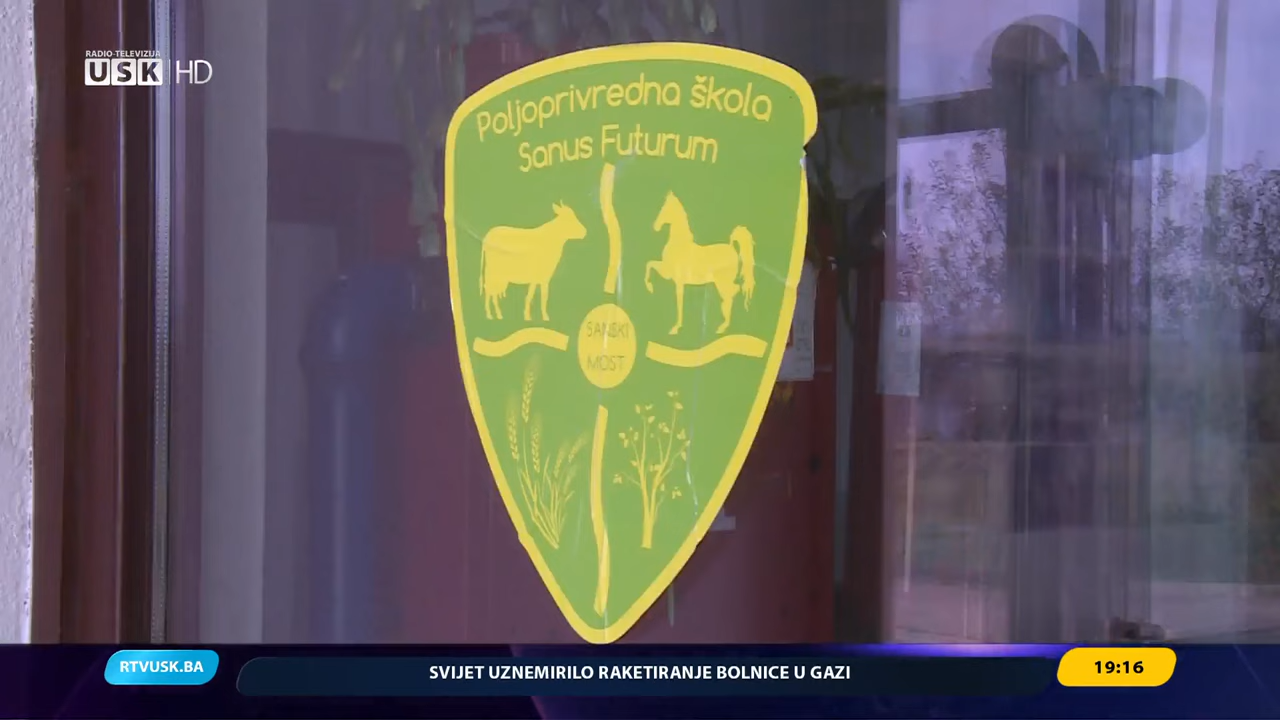 RADIO-TELEVIZIJA
USK HD
Poljoprivredna škola
Sanus Futurum
SANSKI
MOST
RTVUSK.BA
SVIJET UZNEMIRILO RAKETIRANJE BOLNICE U GAZI
19:16